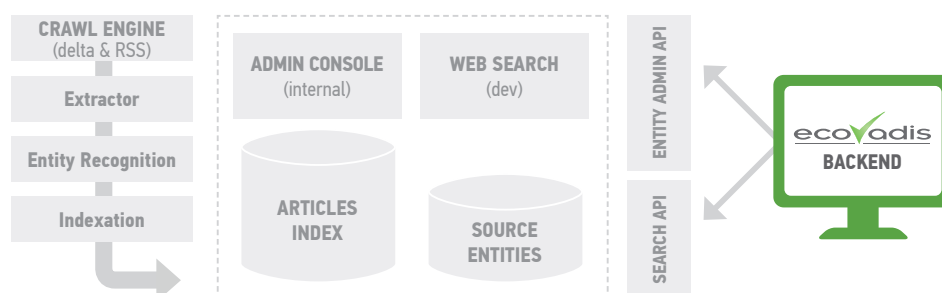 CRAWL ENGINE
(delta & RSS)
Extractor
Entity Recognition
Indexation
ADMIN CONSOLE
(internal)
WEB SEARCH
(dev)
ARTICLES
INDEX
SOURCE
ENTITIES
ENTITY ADMIN API
SEARCH API
ecovadis
BACKEND